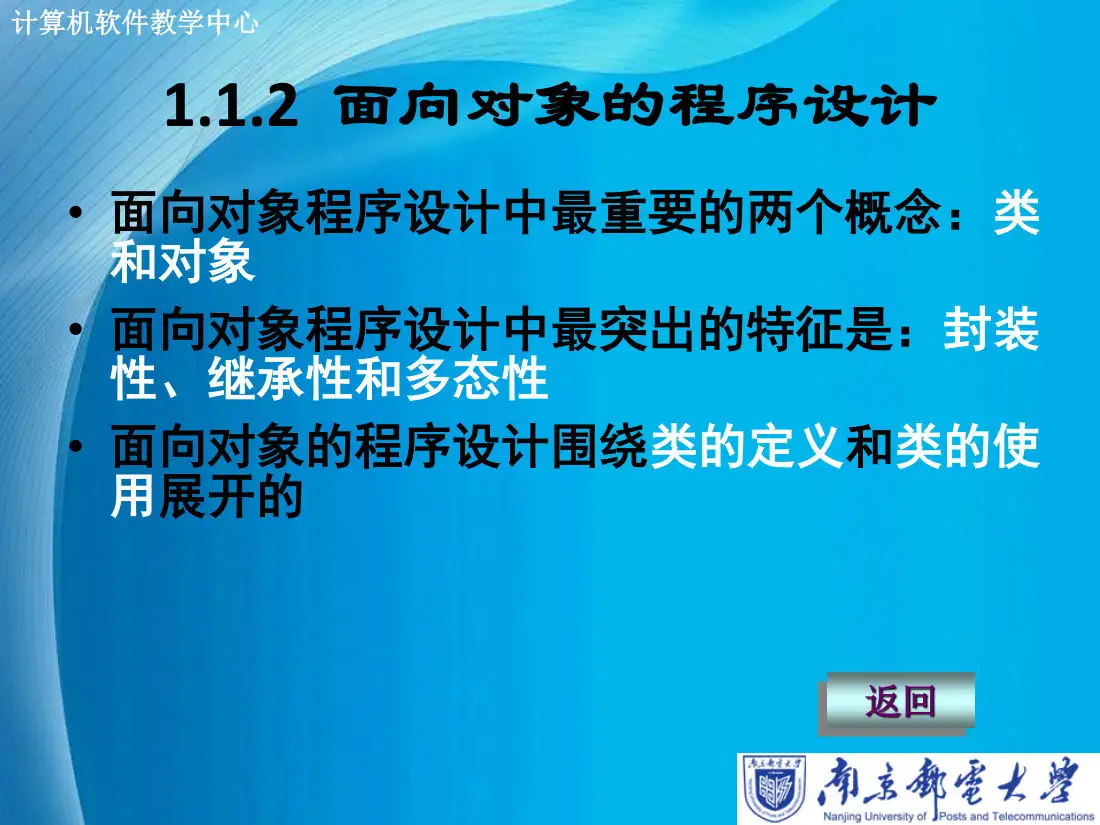 计算机软件教学中心
1.1.2 面向对象的程序设计
• 面向对象程序设计中最重要的两个概念：类
和对象
• 面向对象程序设计中最突出的特征是：封装
性、继承性和多态性
• 面向对象的程序设计围绕类的定义和类的使
用展开的
返回
南京郵電大學
Nanjing University of Posts and Telecommunications